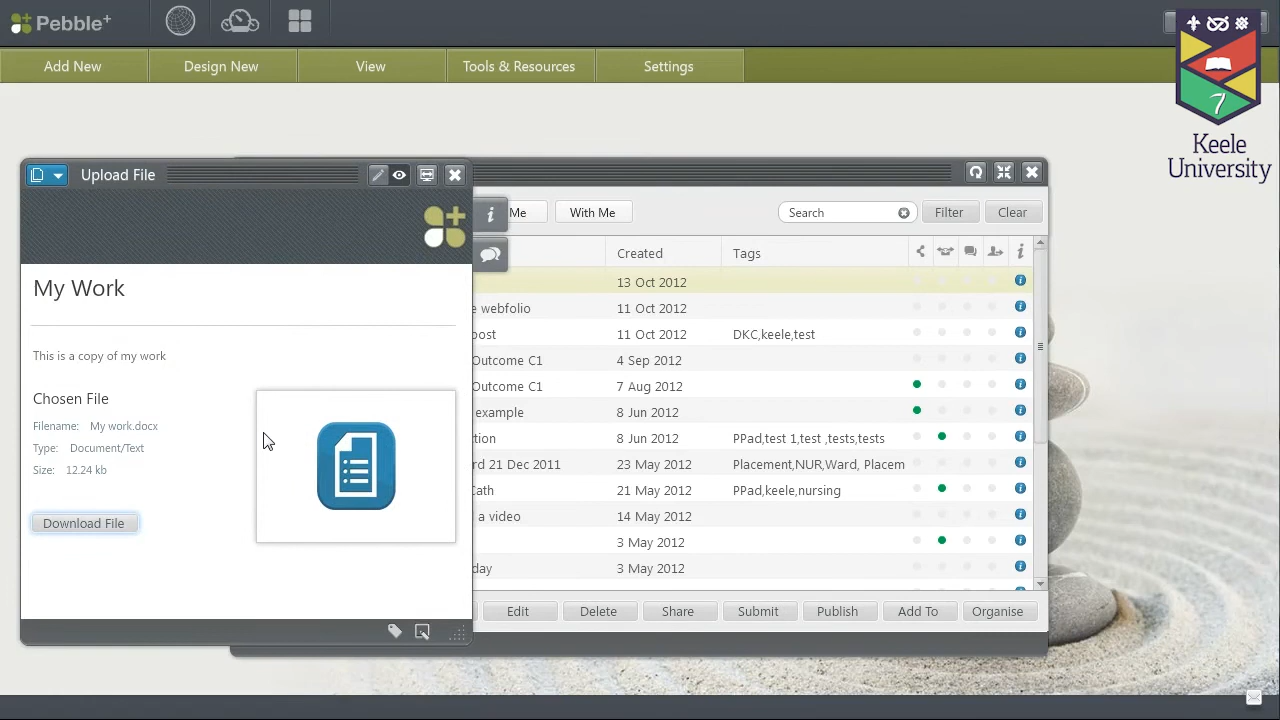 Pebble+
Add New
Design New
View
Tools & Resources
Settings
7
Keele
University
Upload File
My Work
This is a copy of my work
Chosen File
Filename: My work.docx
Type: Document/Text
Size: 12.24 kb
Download File
i
Me
With Me
Search
Filter
Clear
Created
Tags
i
13 Oct 2012
e webfolio 11 Oct 2012
post 11 Oct 2012 DKC,keele,test
Outcome C1 4 Sep 2012
Outcome C1 7 Aug 2012
example 8 Jun 2012
tion 8 Jun 2012 PPad,test 1,test ,tests,tests
rd 21 Dec 2011 23 May 2012 Placement,NUR,Ward, Placem
Cath 21 May 2012 PPad,keele,nursing
l a video 14 May 2012
3 May 2012
day 3 May 2012
Edit
Delete
Share
Submit
Publish
Add To
Organise